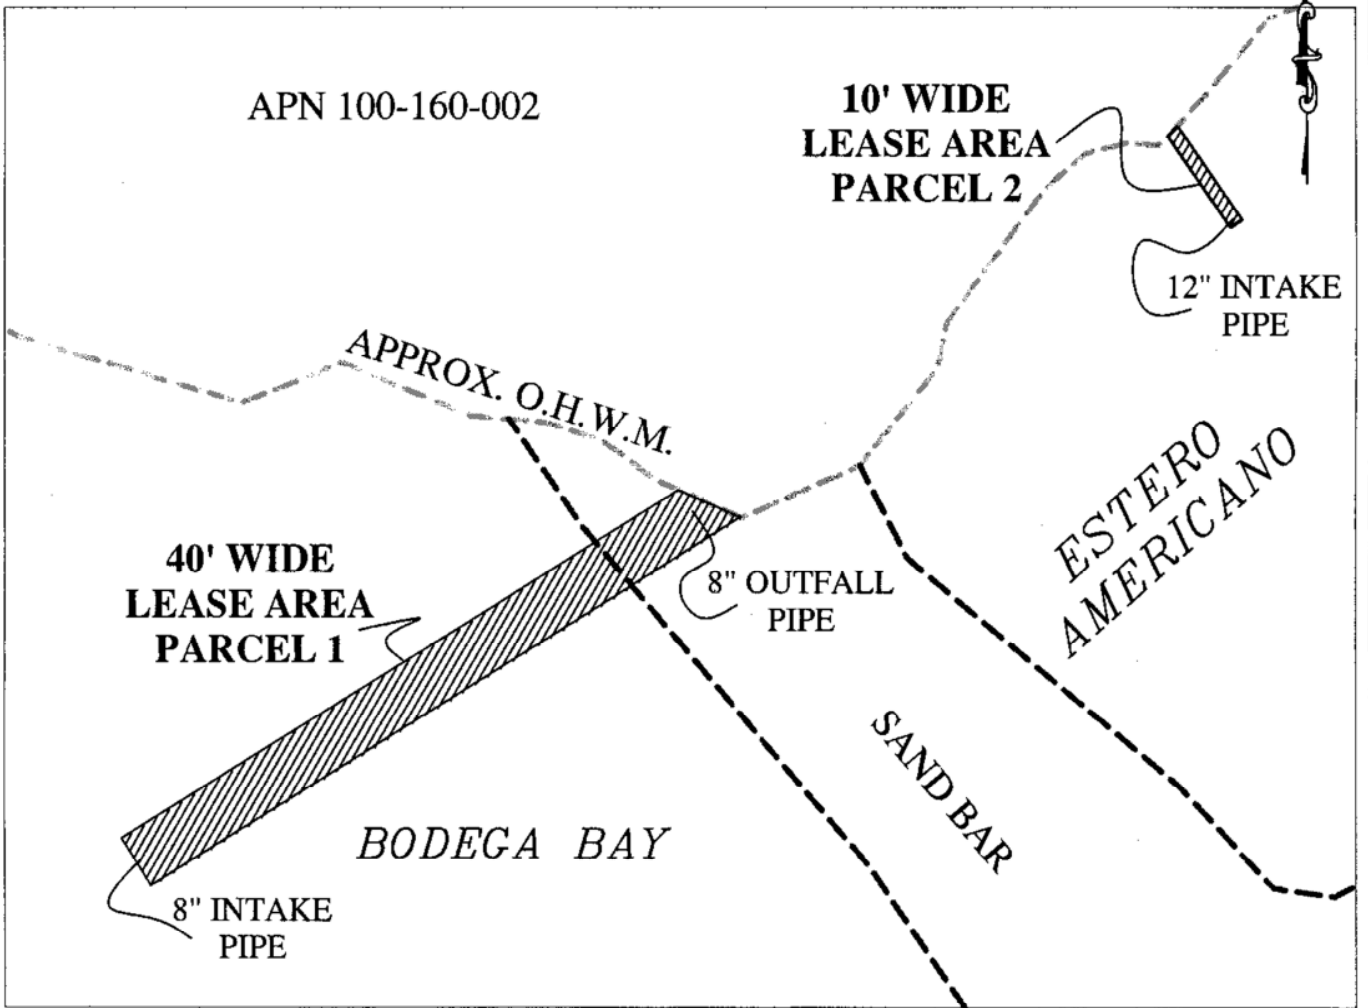 APN 100-160-002
10' WIDE
LEASE AREA
PARCEL 2
12" INTAKE
PIPE
APPROX. O.H.W.M.
ESTERO
AMERICANO
40' WIDE
LEASE AREA
PARCEL 1
8" OUTFALL
PIPE
SAND BAR
BODEGA BAY
8" INTAKE
PIPE